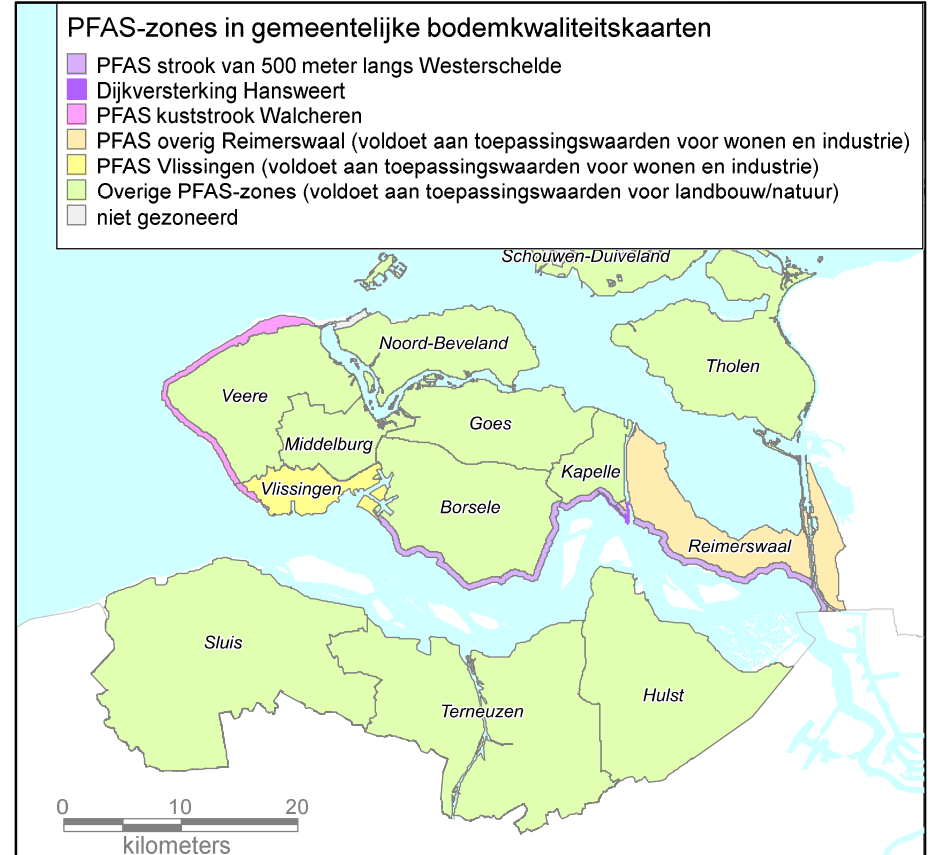 PFAS-zones in gemeentelijke bodemkwaliteitskaarten
PFAS strook van 500 meter langs Westerschelde
Dijkversterking Hansweert
PFAS kuststrook Walcheren
PFAS overig Reimerswaal (voldoet aan toepassingswaarden voor wonen en industrie)
PFAS Vlissingen (voldoet aan toepassingswaarden voor wonen en industrie)
Overige PFAS-zones (voldoet aan toepassingswaarden voor landbouw/natuur)
niet gezoneerd
Schouwen-Duiveland
Noord-Beveland
Tholen
Veere
Goes
Middelburg
Kapelle
Vlissingen
Borsele
Reimerswaal
Sluis
Hulst
Terneuzen
0 10 20
kilometers